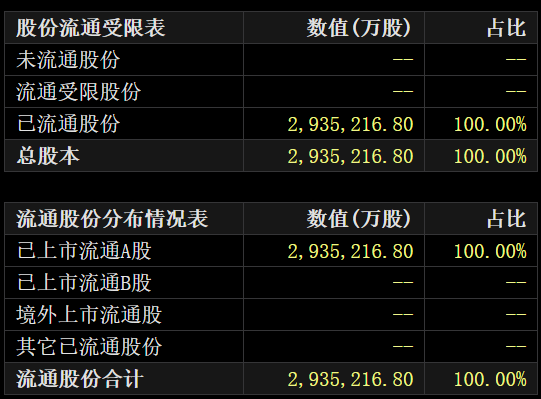 股份流通受限表 数值(万股) 占比
未流通股份 —— ——
流通受限股份 —— ——
已流通股份 2,935,216.80 100.00%
总股本 2,935,216.80 100.00%
流通股份分布情况表 数值(万股) 占比
已上市流通A股 2,935,216.80 100.00%
已上市流通B股 —— ——
境外上市流通股 —— ——
其它已流通股份 —— ——
流通股份合计 2,935,216.80 100.00%